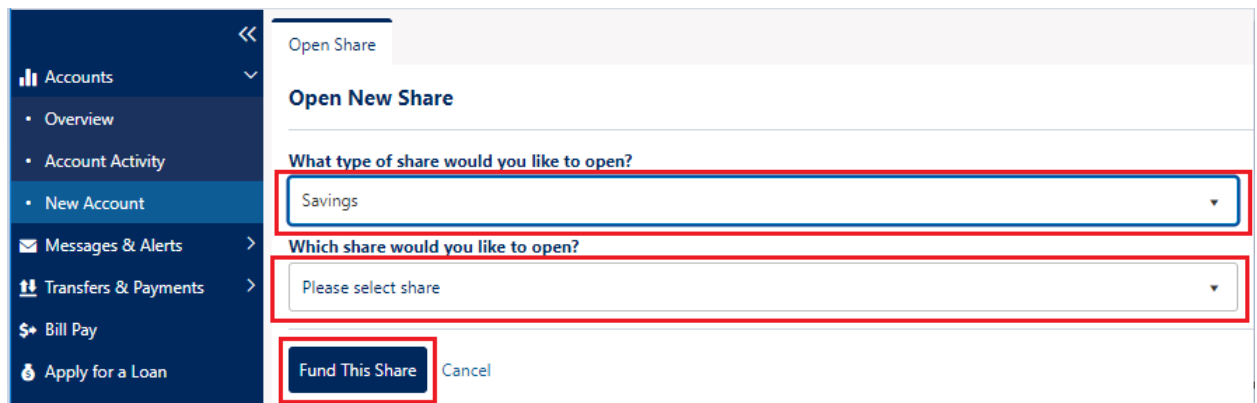 Accounts
• Overview
• Account Activity
• New Account
Messages & Alerts
Transfers & Payments
Bill Pay
Apply for a Loan
Open Share
Open New Share
What type of share would you like to open?
Savings
Which share would you like to open?
Please select share
Fund This Share Cancel